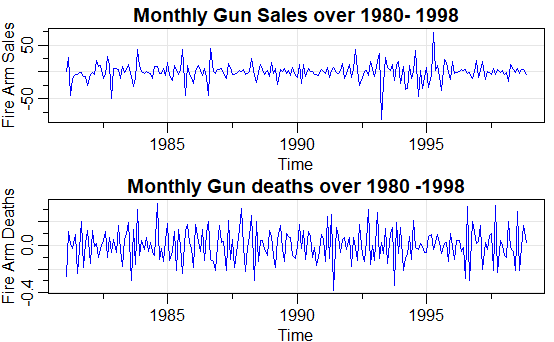 Monthly Gun Sales over 1980- 1998
Fire Arm Sales
50
-50
1985 1990 1995
Time
Monthly Gun deaths over 1980 -1998
Fire Arm Deaths
0.0
-0.4
1985 1990 1995
Time